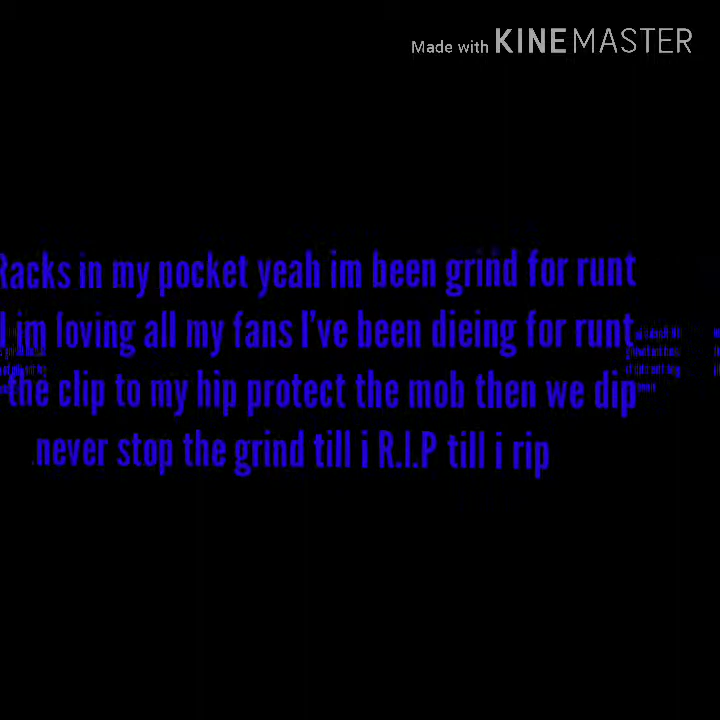 Made with KINEMASTER
Racks in my pocket yeah im been grind for runt
im loving all my fans I've been dieing for runt
the clip to my hip protect the mob then we dip
never stop the grind till i R.I.P till i rip